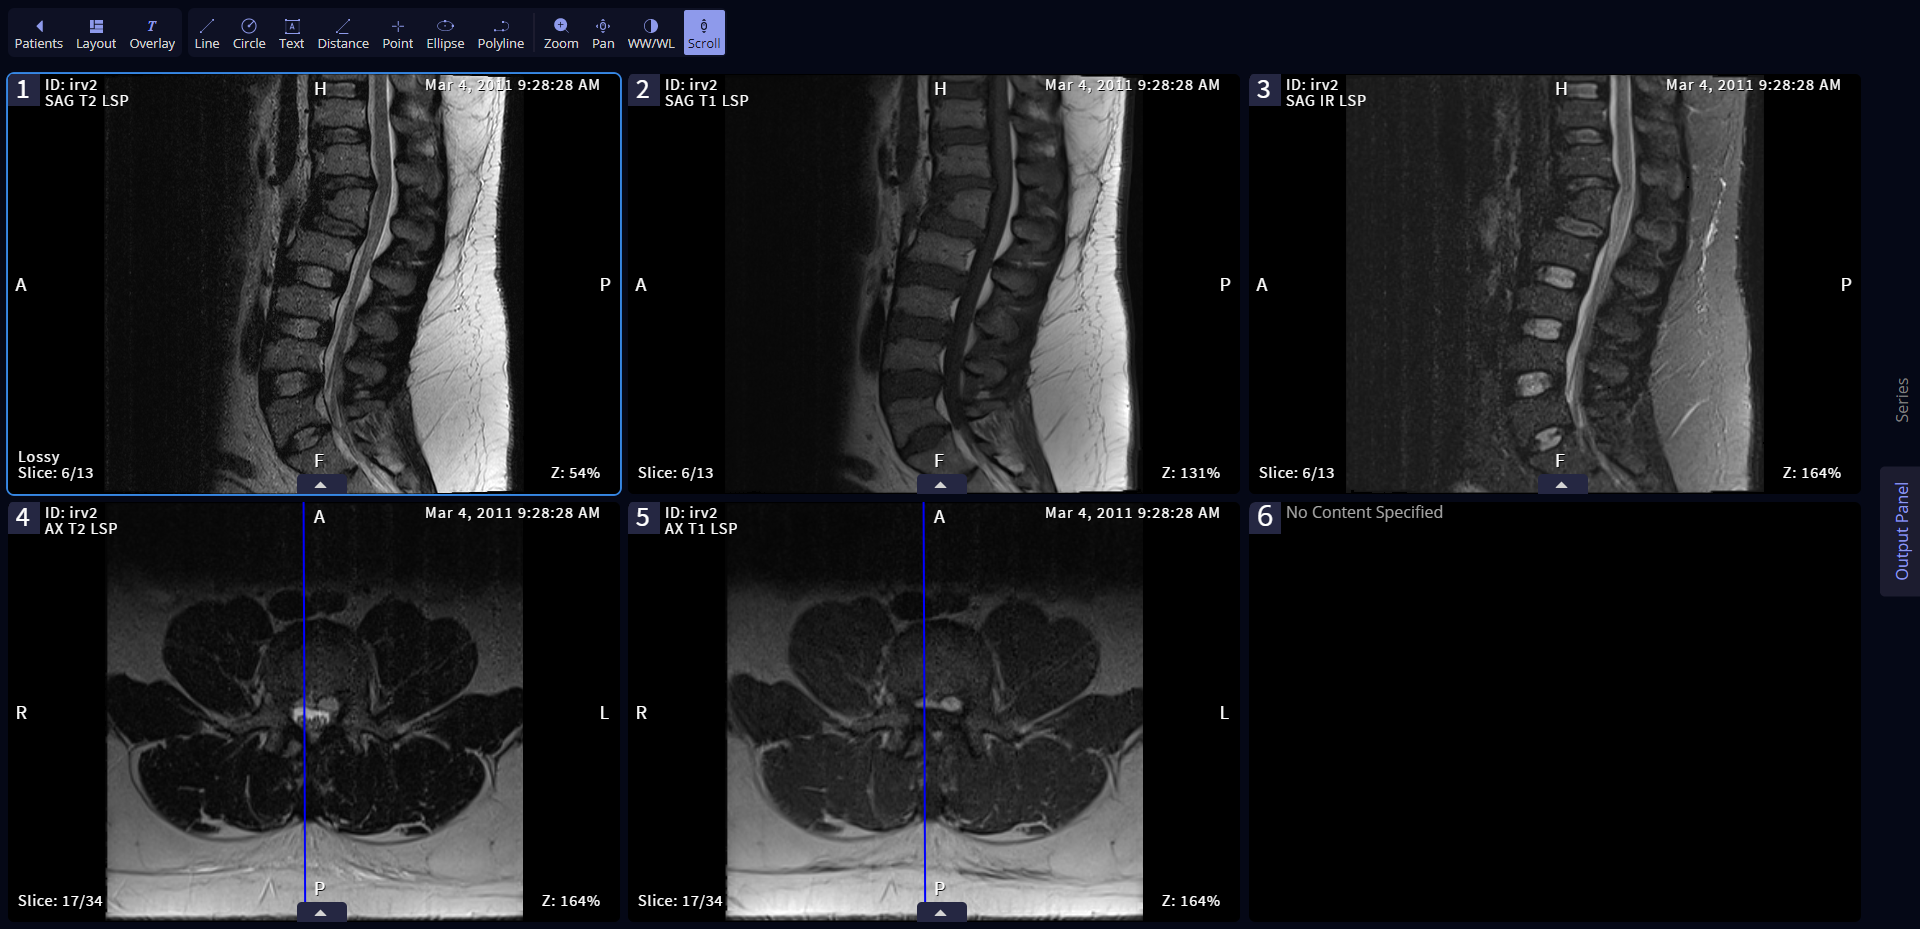 Patients Layout Overlay Line Circle Text Distance Point Ellipse Polyline Zoom Pan WW/WL Scroll
1 ID: irv2 H Mar 4, 2011 9:28:28 AM
SAG T2 LSP
A P
Lossy
Slice: 6/13 F Z: 54%
2 ID: irv2 H Mar 4, 2011 9:28:28 AM
SAG T1 LSP
A P
Slice: 6/13 F Z: 131%
3 ID: irv2 H Mar 4, 2011 9:28:28 AM
SAG IR LSP
A P
Slice: 6/13 F Z: 164%
4 ID: irv2 A Mar 4, 2011 9:28:28 AM
AX T2 LSP
R L
P
Slice: 17/34 Z: 164%
5 ID: irv2 A Mar 4, 2011 9:28:28 AM
AX T1 LSP
R L
P
Slice: 17/34 Z: 164%
6 No Content Specified
Series
Output Panel